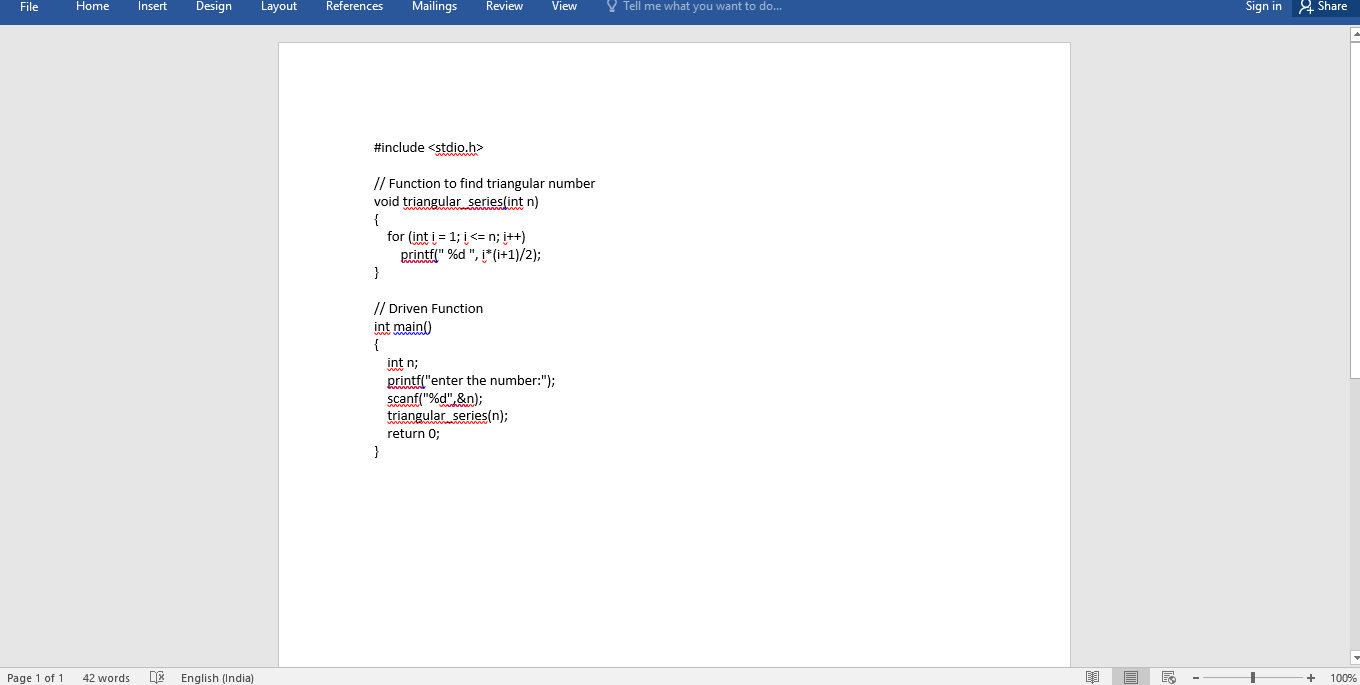 File Home Insert Design Layout References Mailings Review View Tell me what you want to do... Sign in Share
#include <stdio.h>
// Function to find triangular number
void triangular_series(int n)
{
for (int i = 1; i <= n; i++)
printf(" %d ", i*(i+1)/2);
}
// Driven Function
int main()
{
int n;
printf("enter the number:");
scanf("%d",&n);
triangular_series(n);
return 0;
}
Page 1 of 1 42 words English (India) 100%